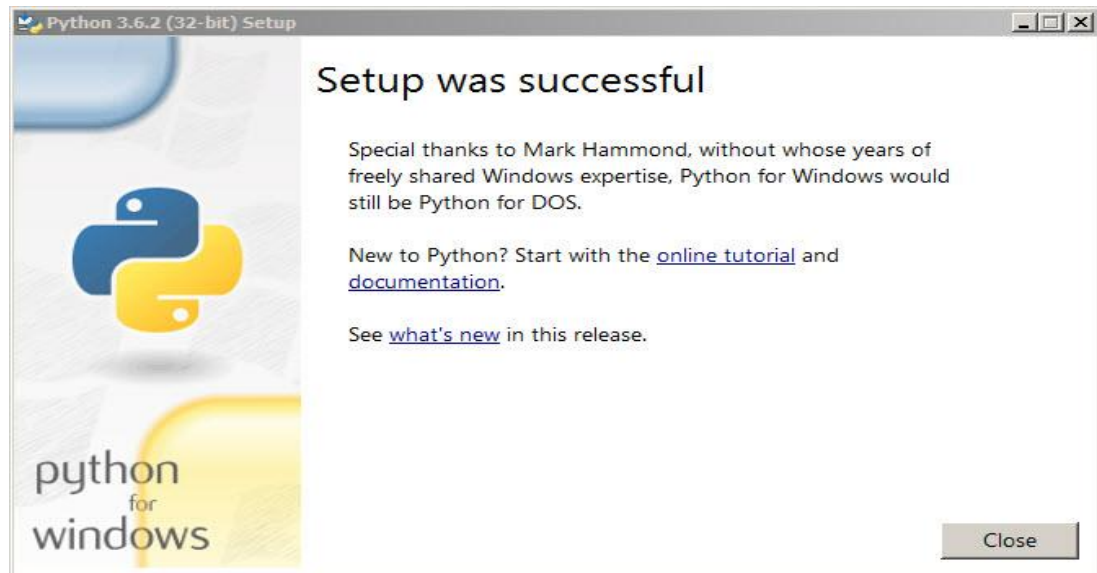 Python 3.6.2 (32-bit) Setup
Setup was successful
Special thanks to Mark Hammond, without whose years of
freely shared Windows expertise, Python for Windows would
still be Python for DOS.
New to Python? Start with the online tutorial and
documentation.
See what's new in this release.
python
for
windows
Close